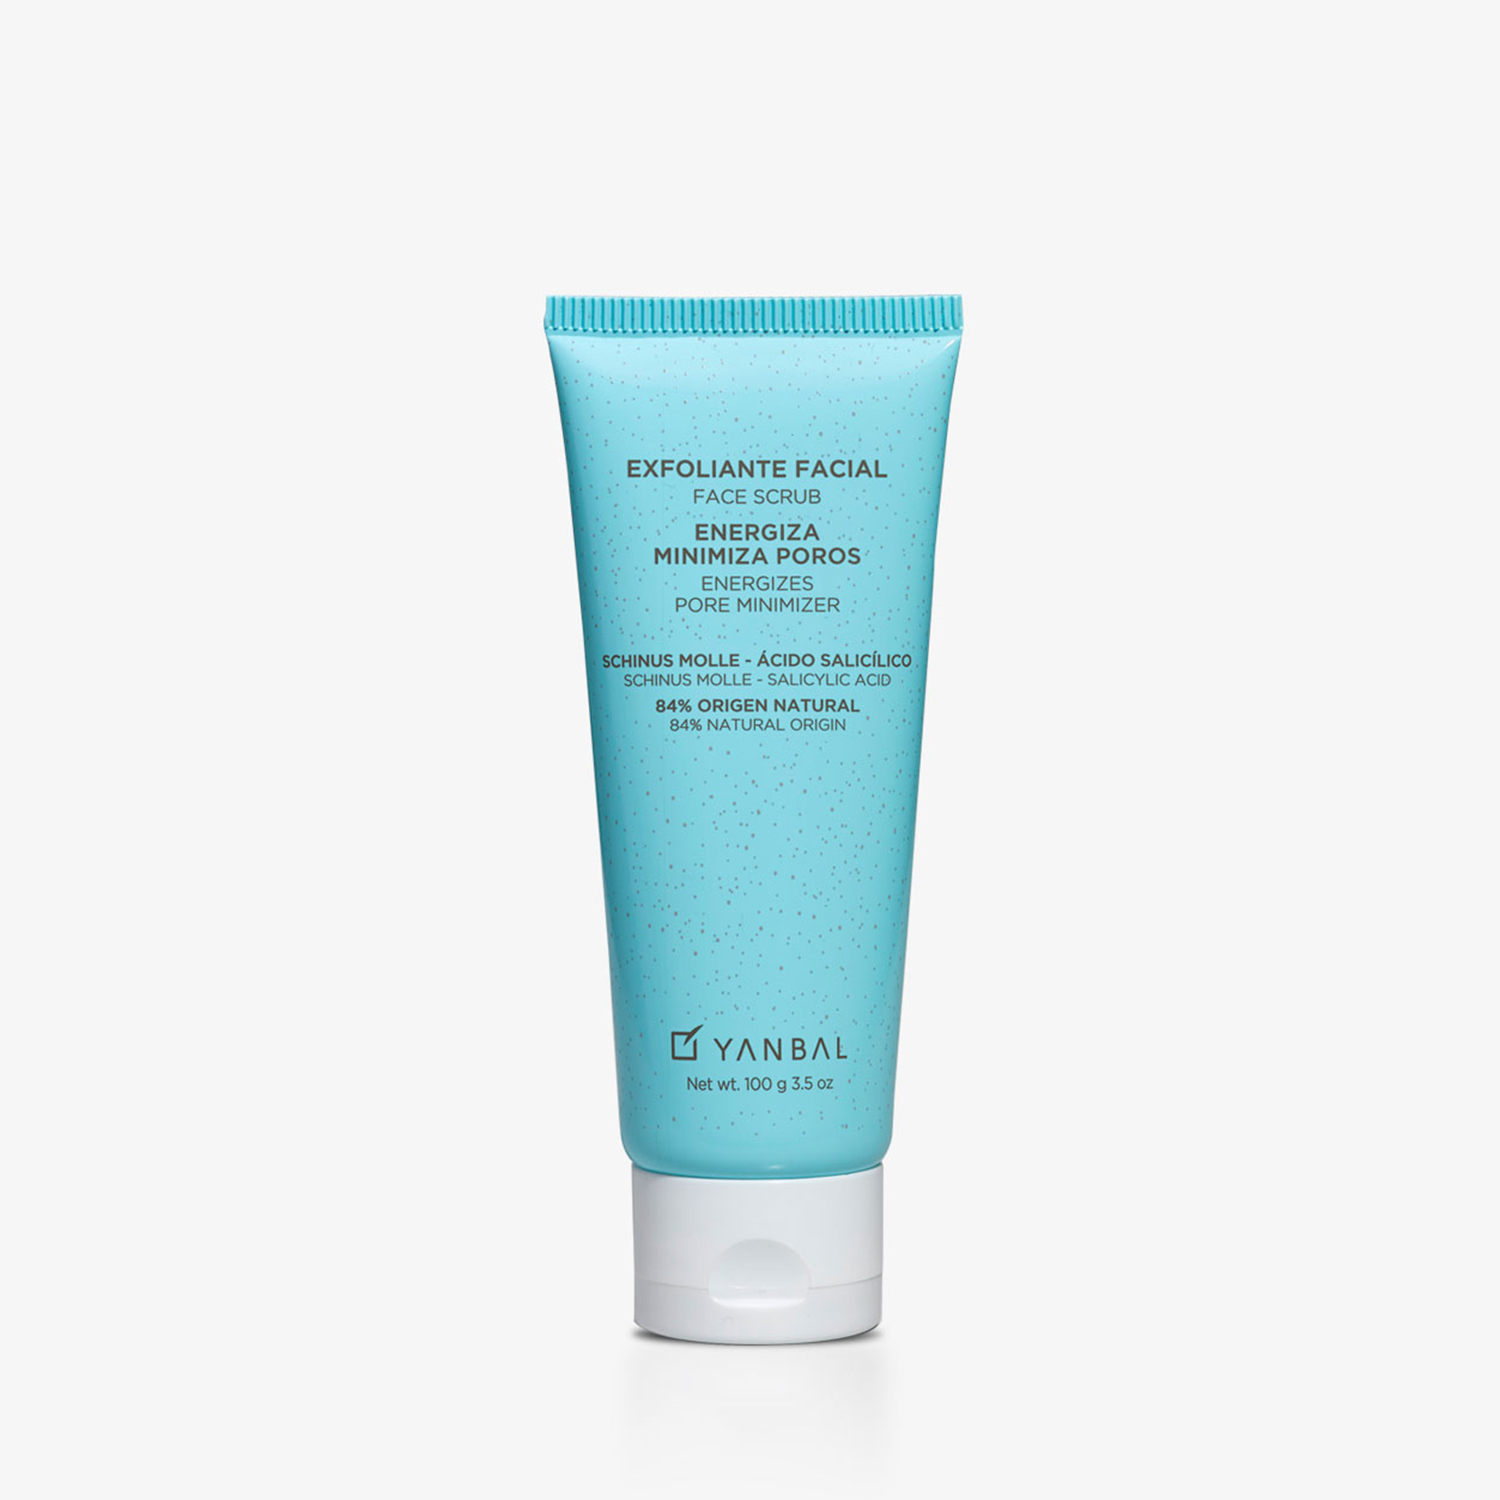 EXFOLIANTE FACIAL
FACE SCRUB
ENERGIZA
MINIMIZA POROS
ENERGIZES
PORE MINIMIZER
SCHINUS MOLLE - ÁCIDO SALICÍLICO
SCHINUS MOLLE - SALICYLIC ACID
84% ORIGEN NATURAL
84% NATURAL ORIGIN
YANBAL
Net wt. 100 g 3.5 oz